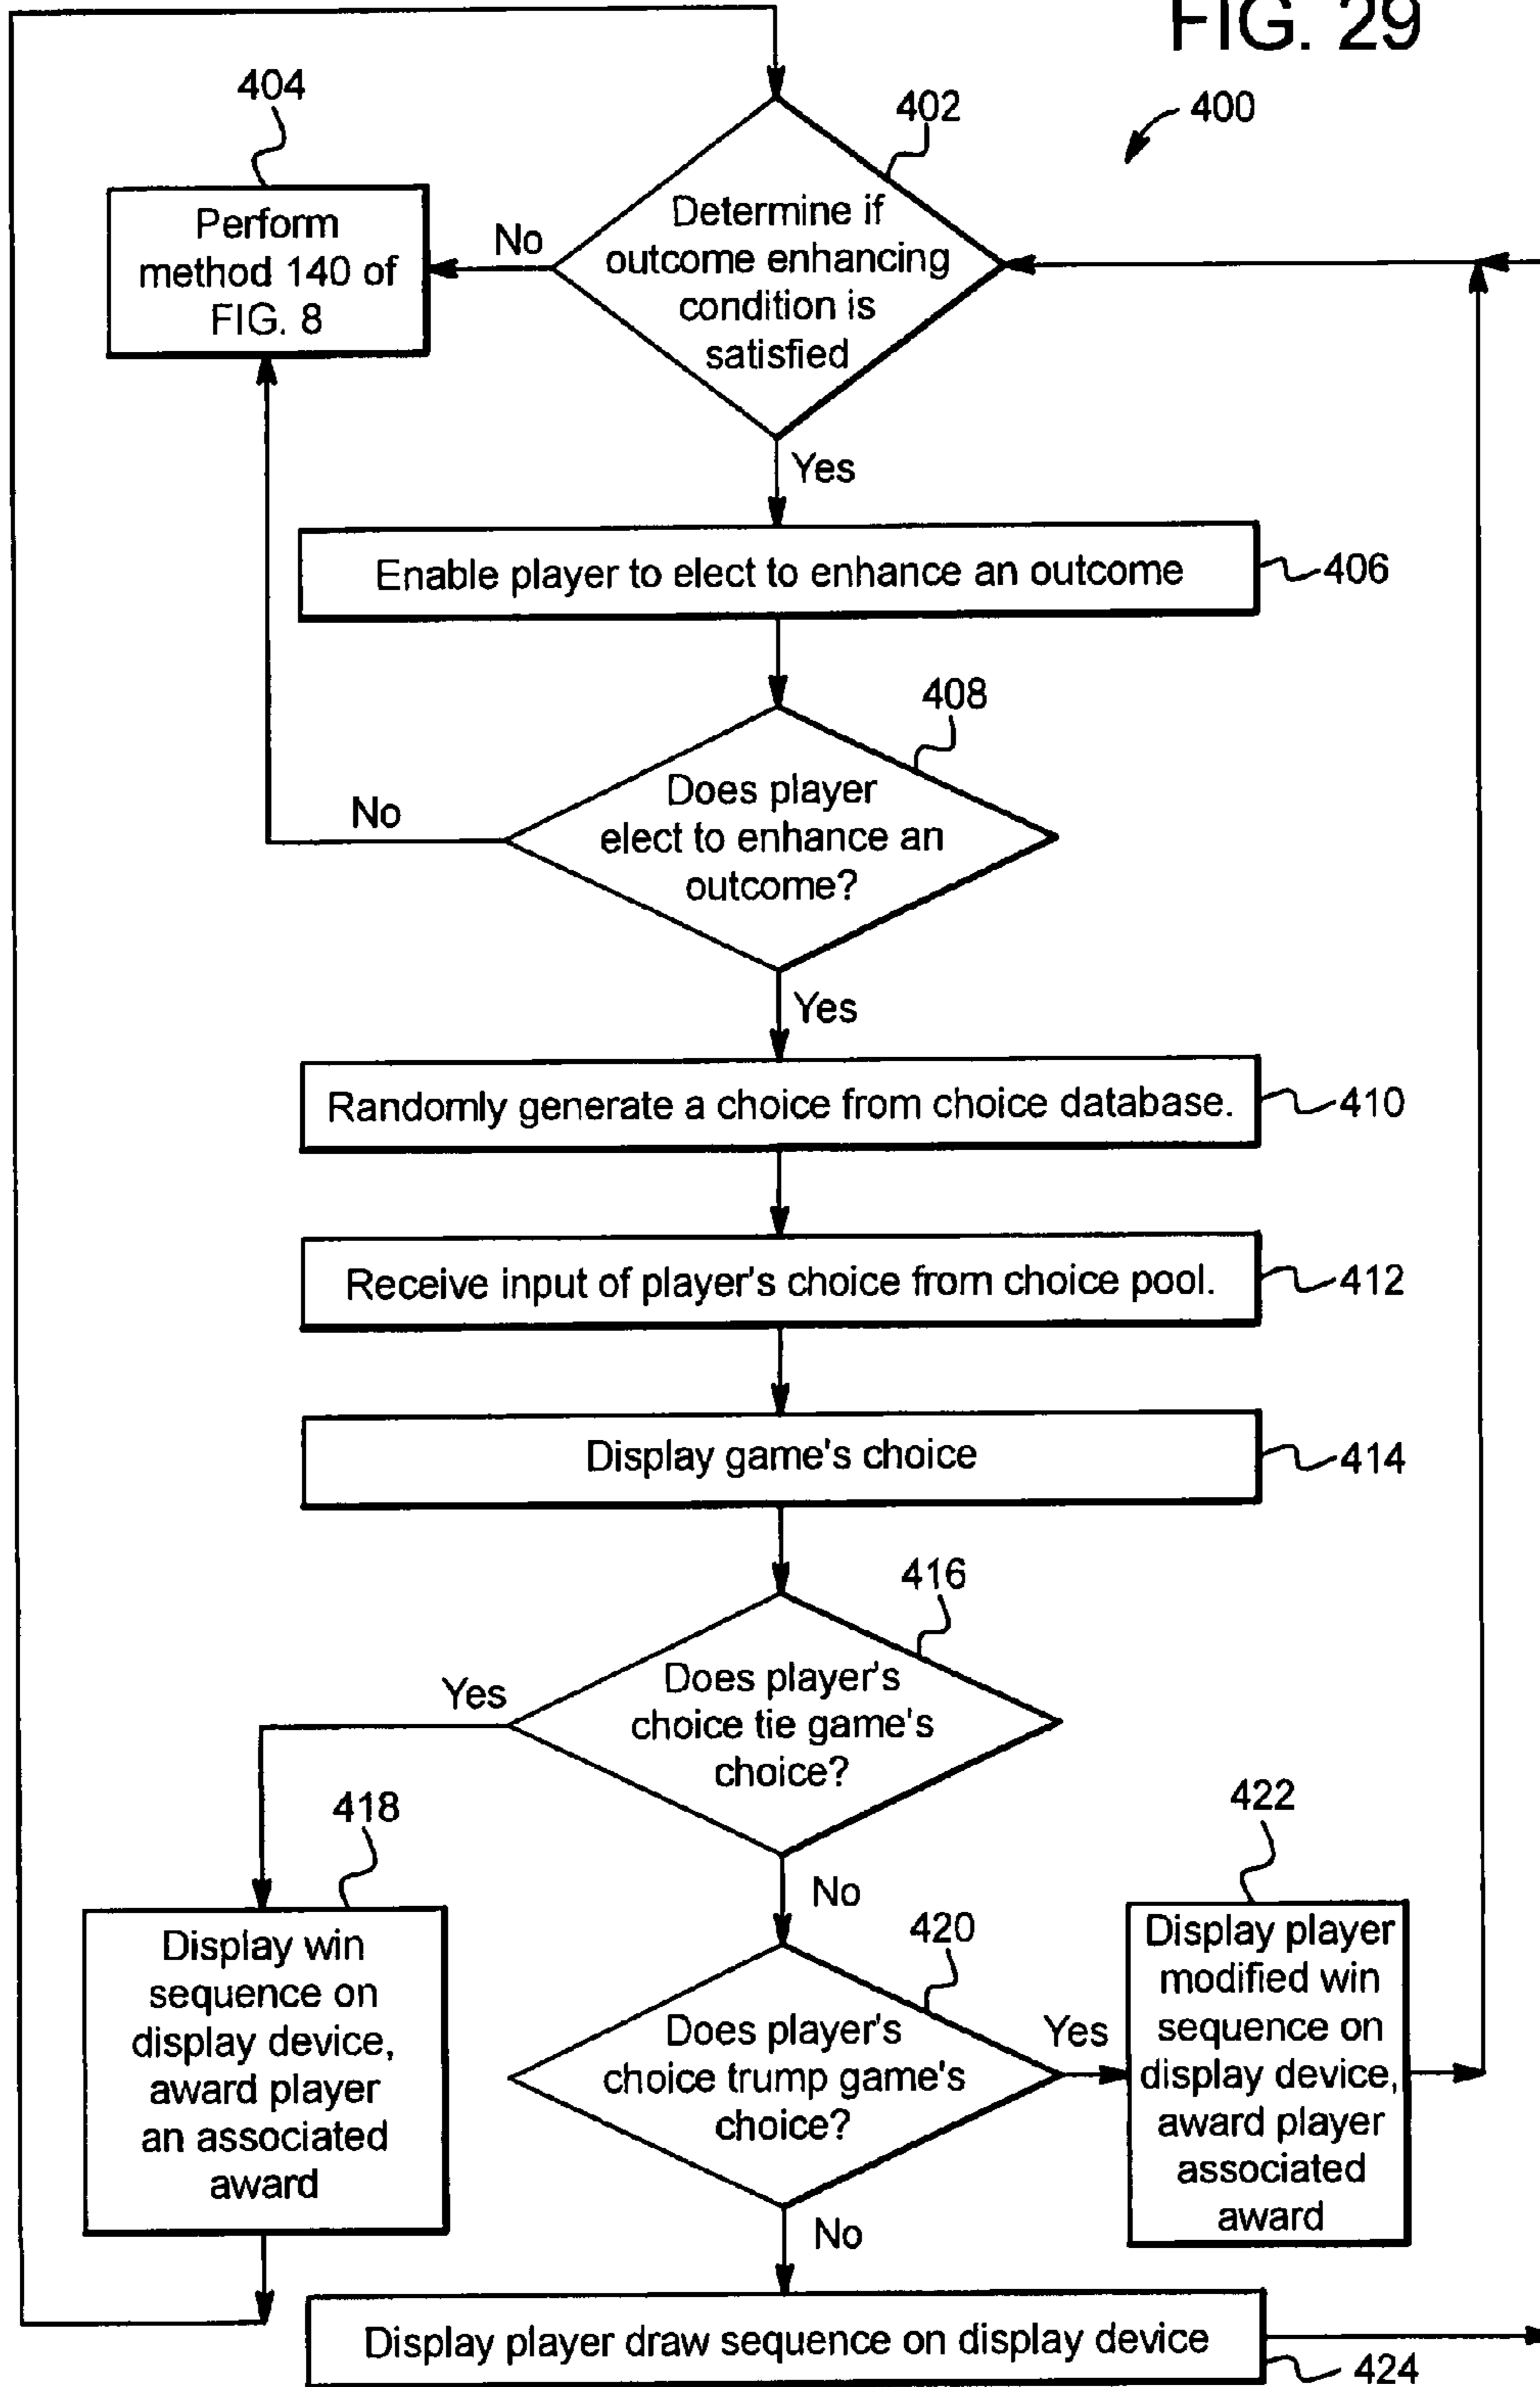 FIG. 29
400
404
402
Perform
method 140 of
FIG. 8
No
Determine if
outcome enhancing
condition is
satisfied
Yes
Enable player to elect to enhance an outcome
406
408
Does player
elect to enhance an
outcome?
No
Yes
Randomly generate a choice from choice database.
410
Receive input of player's choice from choice pool.
412
Display game's choice
414
416
Does player's
choice tie game's
choice?
Yes
No
418
Display win
sequence on
display device,
award player
an associated
award
420
Does player's
choice trump game's
choice?
Yes
422
Display player
modified win
sequence on
display device,
award player
associated
award
No
Display player draw sequence on display device
424